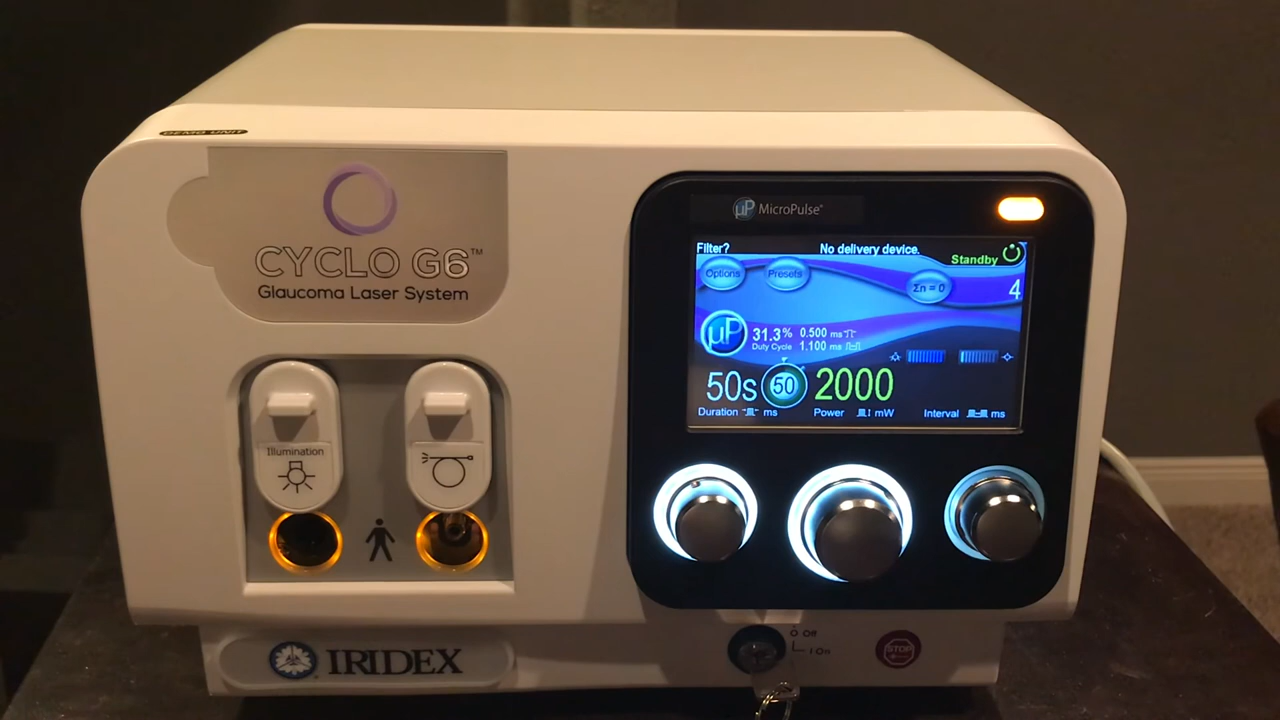 DEMO UNIT
CYCLO G6™
Glaucoma Laser System
Illumination
IRIDEX
µP MicroPulse
Filter? No delivery device.
Standby
Options Presets Σn = 0 4
µP 31.3% 0.500 ms
Duty Cycle 1.100 ms
50s 50 2000
Duration ms Power mW Interval ms
O Off
I On
STOP